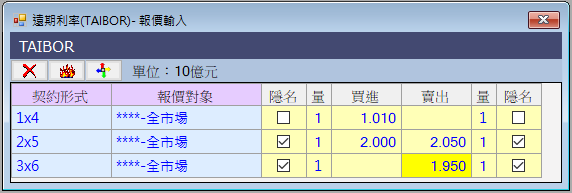 遠期利率(TAIBOR)- 報價輸入
TAIBOR
單位：10億元
契約形式 報價對象 隱名 量 買進 賣出 量 隱名
1x4 ****-全市場 1 1.010 1
2x5 ****-全市場 1 2.000 2.050 1
3x6 ****-全市場 1 1.950 1